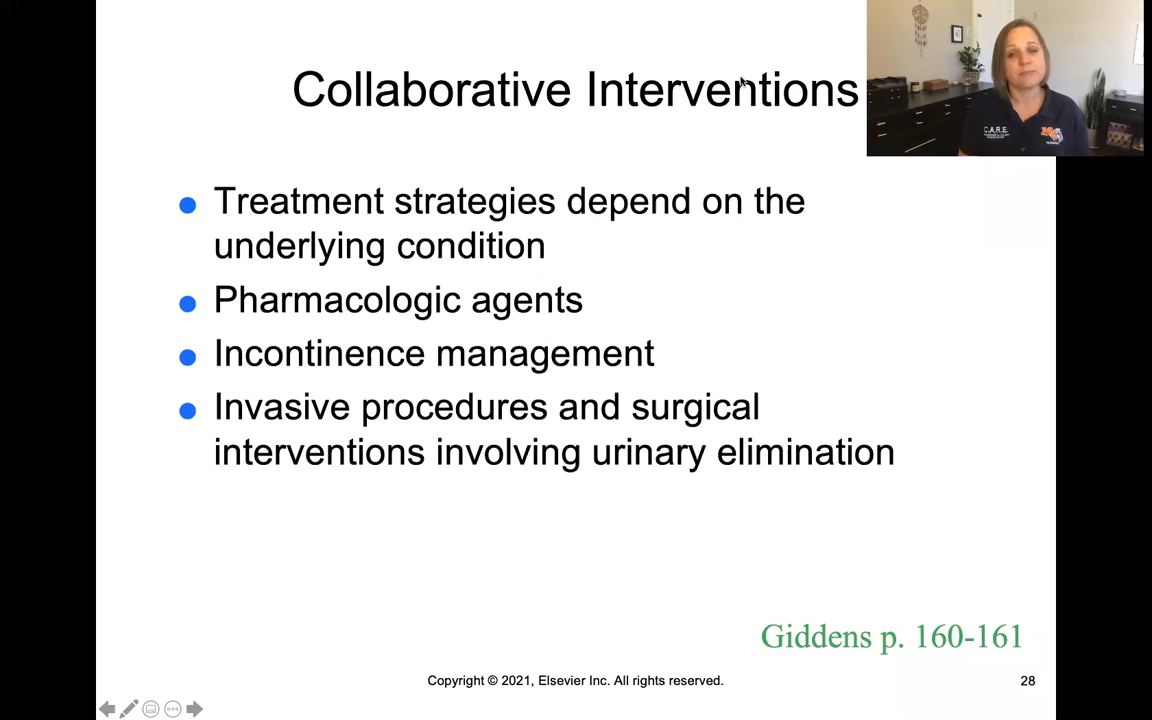 Collaborative Interventions
C.A.R.E.
Treatment strategies depend on the
underlying condition
Pharmacologic agents
Incontinence management
Invasive procedures and surgical
interventions involving urinary elimination
Giddens p. 160-161
Copyright © 2021, Elsevier Inc. All rights reserved.
28